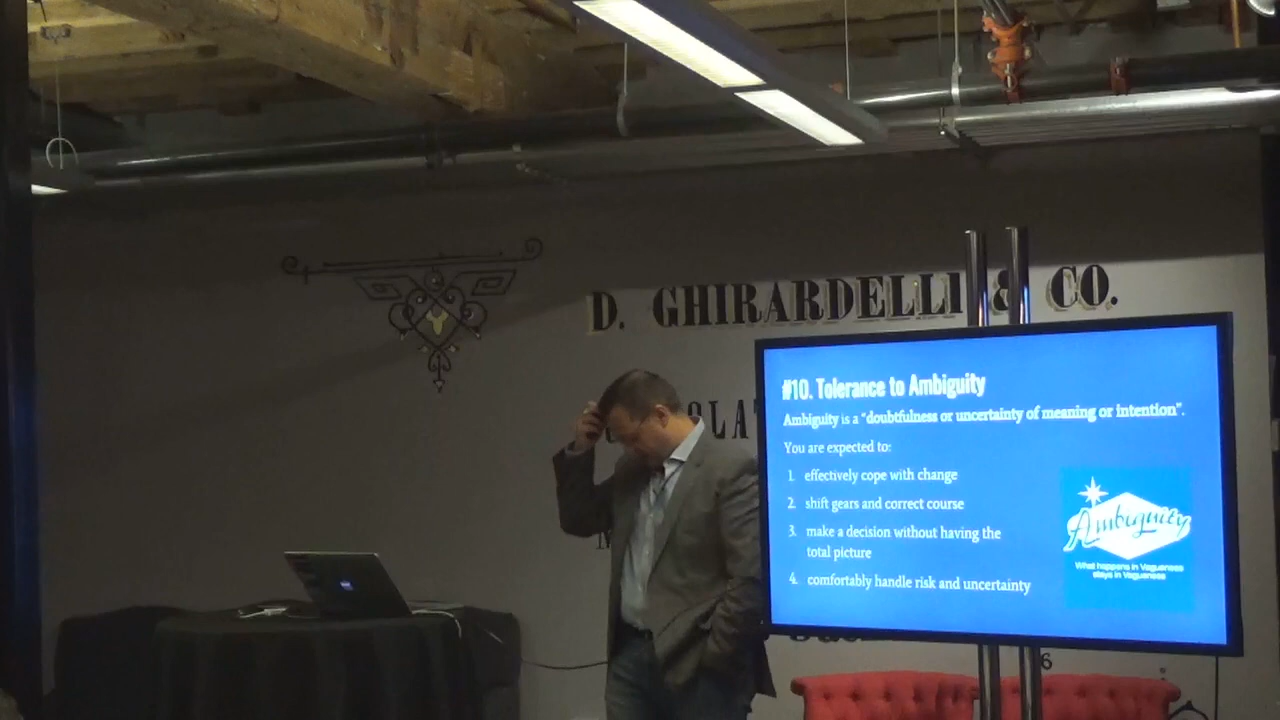 D. GHIRARDELLI & CO.
#10. Tolerance to Ambiguity
Ambiguity is a "doubtfulness or uncertainty of meaning or intention".
You are expected to:
1. effectively cope with change
2. shift gears and correct course
3. make a decision without having the
total picture
4. comfortably handle risk and uncertainty
Ambiguity
What happens in Vagueness
stays in Vagueness
6